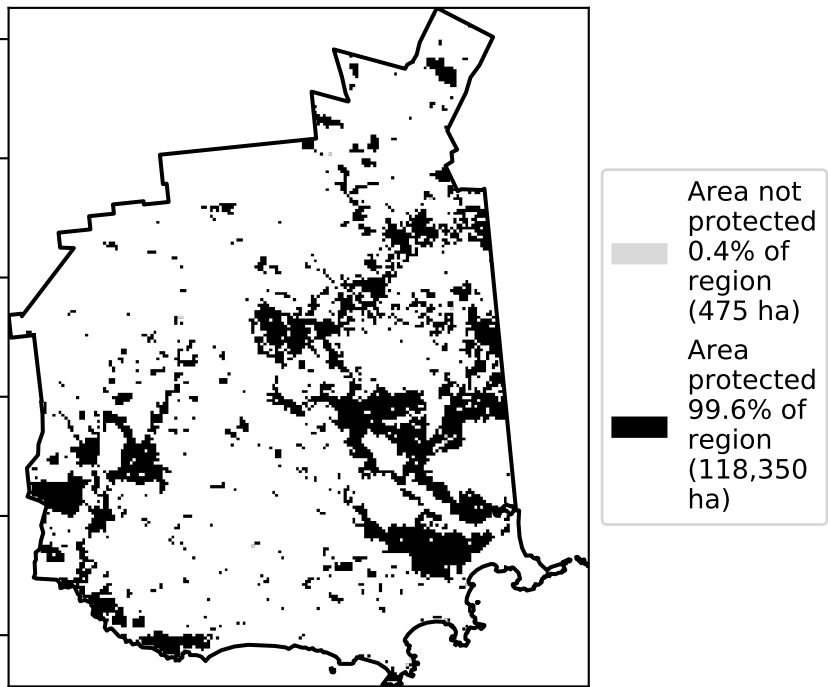 Area not
protected
0.4% of
region
(475 ha)
Area
protected
99.6% of
region
(118,350
ha)